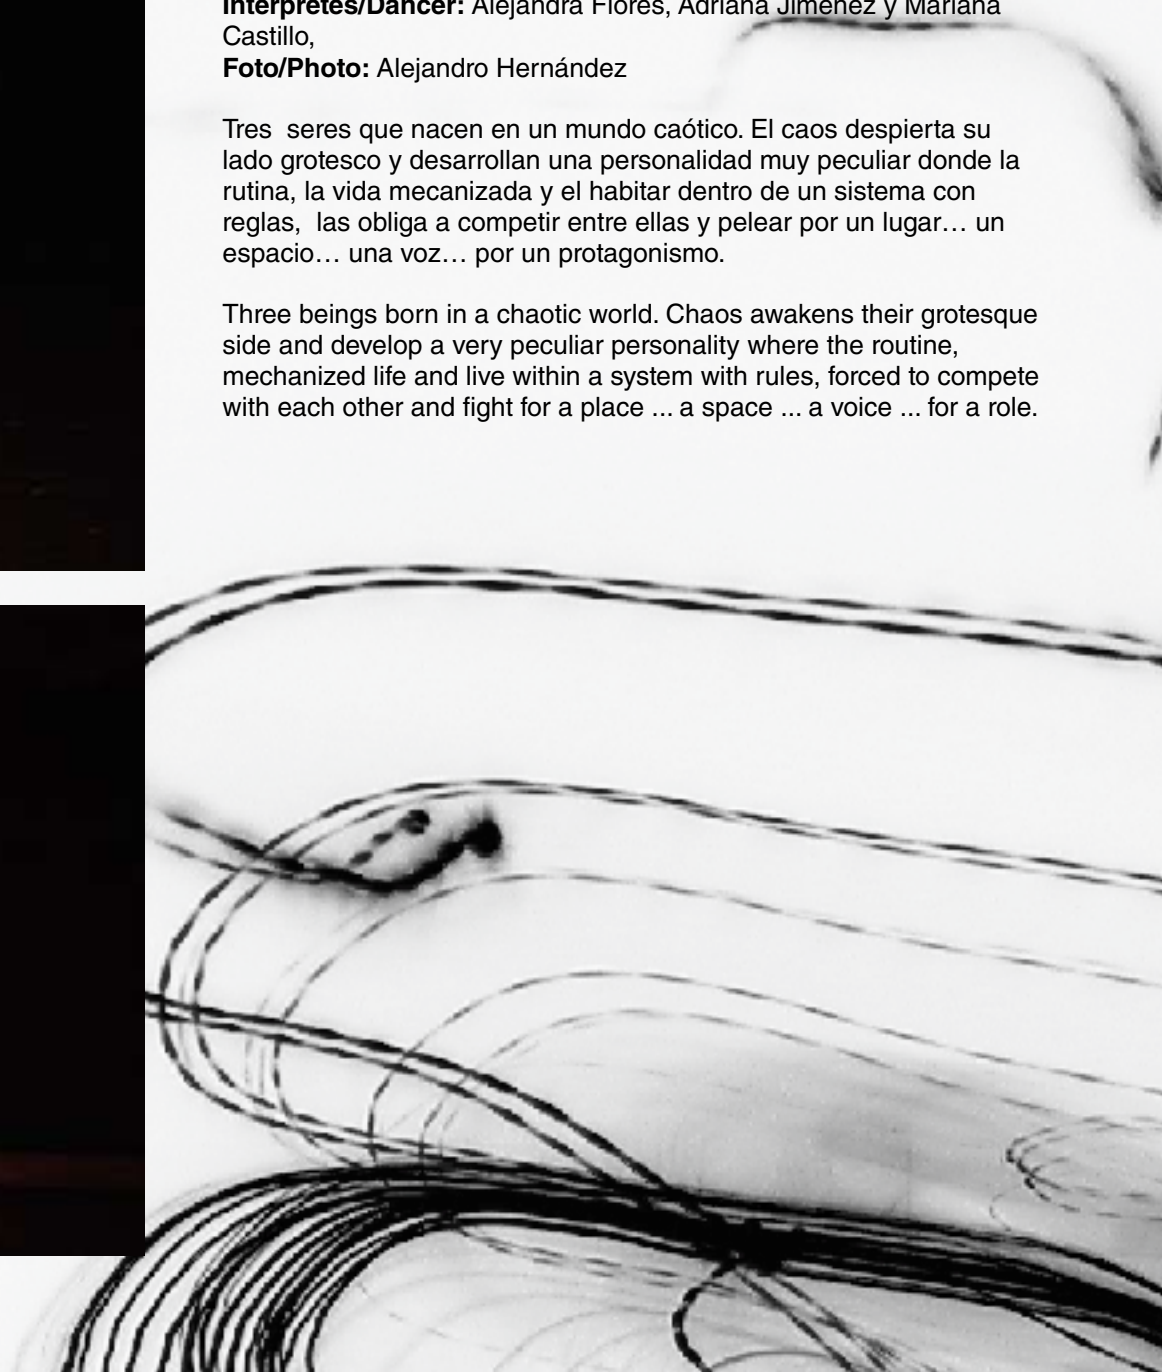 Intérpretes/Dancer: Alejandra Flores, Adriana Jiménez y Mariana
Castillo,
Foto/Photo: Alejandro Hernández
Tres  seres que nacen en un mundo caótico. El caos despierta su
lado grotesco y desarrollan una personalidad muy peculiar donde la
rutina, la vida mecanizada y el habitar dentro de un sistema con
reglas,  las obliga a competir entre ellas y pelear por un lugar… un
espacio… una voz… por un protagonismo.
Three beings born in a chaotic world. Chaos awakens their grotesque
side and develop a very peculiar personality where the routine,
mechanized life and live within a system with rules, forced to compete
with each other and fight for a place ... a space ... a voice ... for a role.